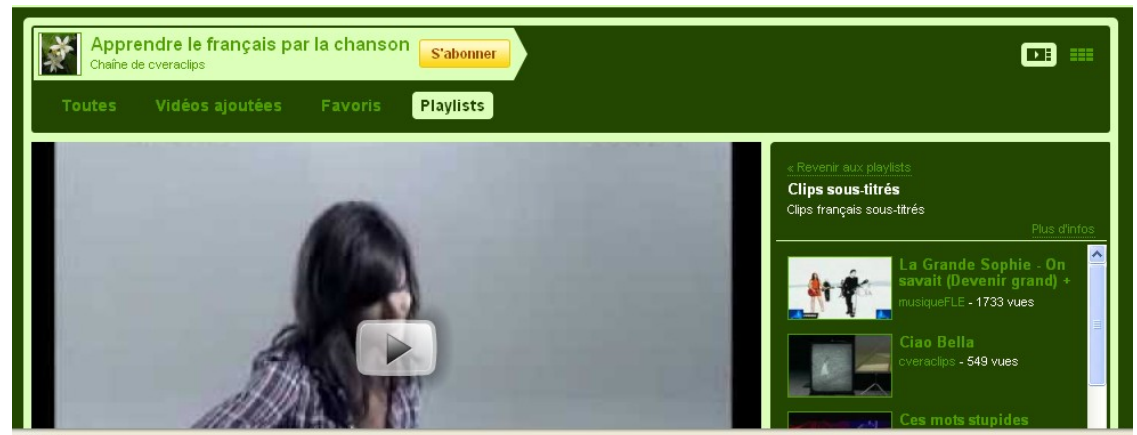 Apprendre le français par la chanson
S'abonner
Chaîne de cveraclips
Toutes
Vidéos ajoutées
Favoris
Playlists
« Revenir aux playlists
Clips sous-titrés
Clips français sous-titrés
Plus d'infos
La Grande Sophie - On
savait (Devenir grand) +
musiqueFLE - 1733 vues
Ciao Bella
cveraclips - 549 vues
Ces mots stupides